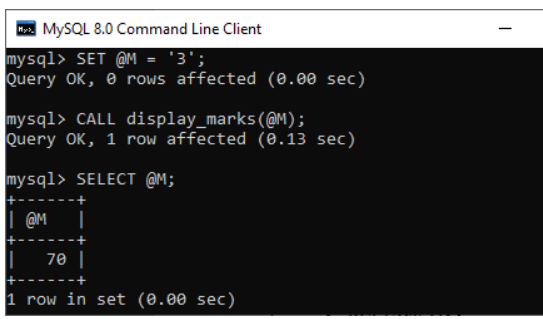 MySQL 8.0 Command Line Client
mysql> SET @M = '3';
Query OK, 0 rows affected (0.00 sec)
mysql> CALL display_marks(@M);
Query OK, 1 row affected (0.13 sec)
mysql> SELECT @M;
+------+
| @M   |
+------+
|   70 |
+------+
1 row in set (0.00 sec)